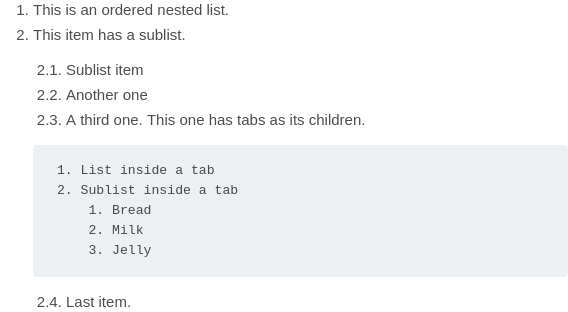 1. This is an ordered nested list.
2. This item has a sublist.
2.1. Sublist item
2.2. Another one
2.3. A third one. This one has tabs as its children.
1. List inside a tab
2. Sublist inside a tab
1. Bread
2. Milk
3. Jelly
2.4. Last item.